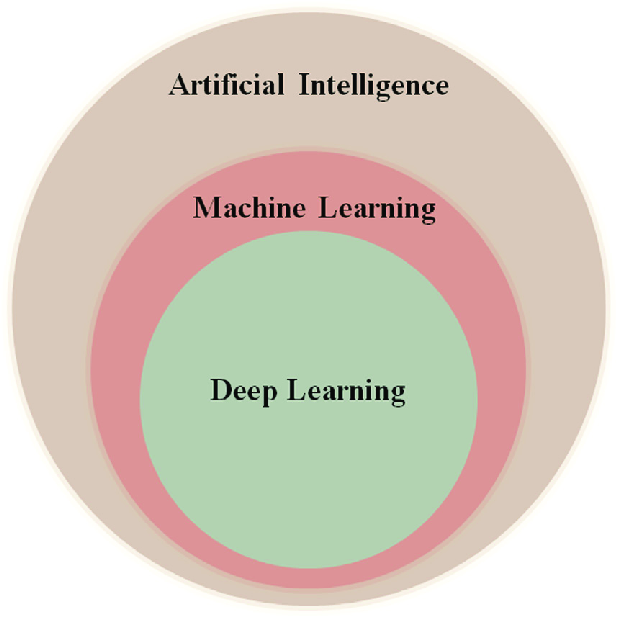 Artificial Intelligence
Machine Learning
Deep Learning